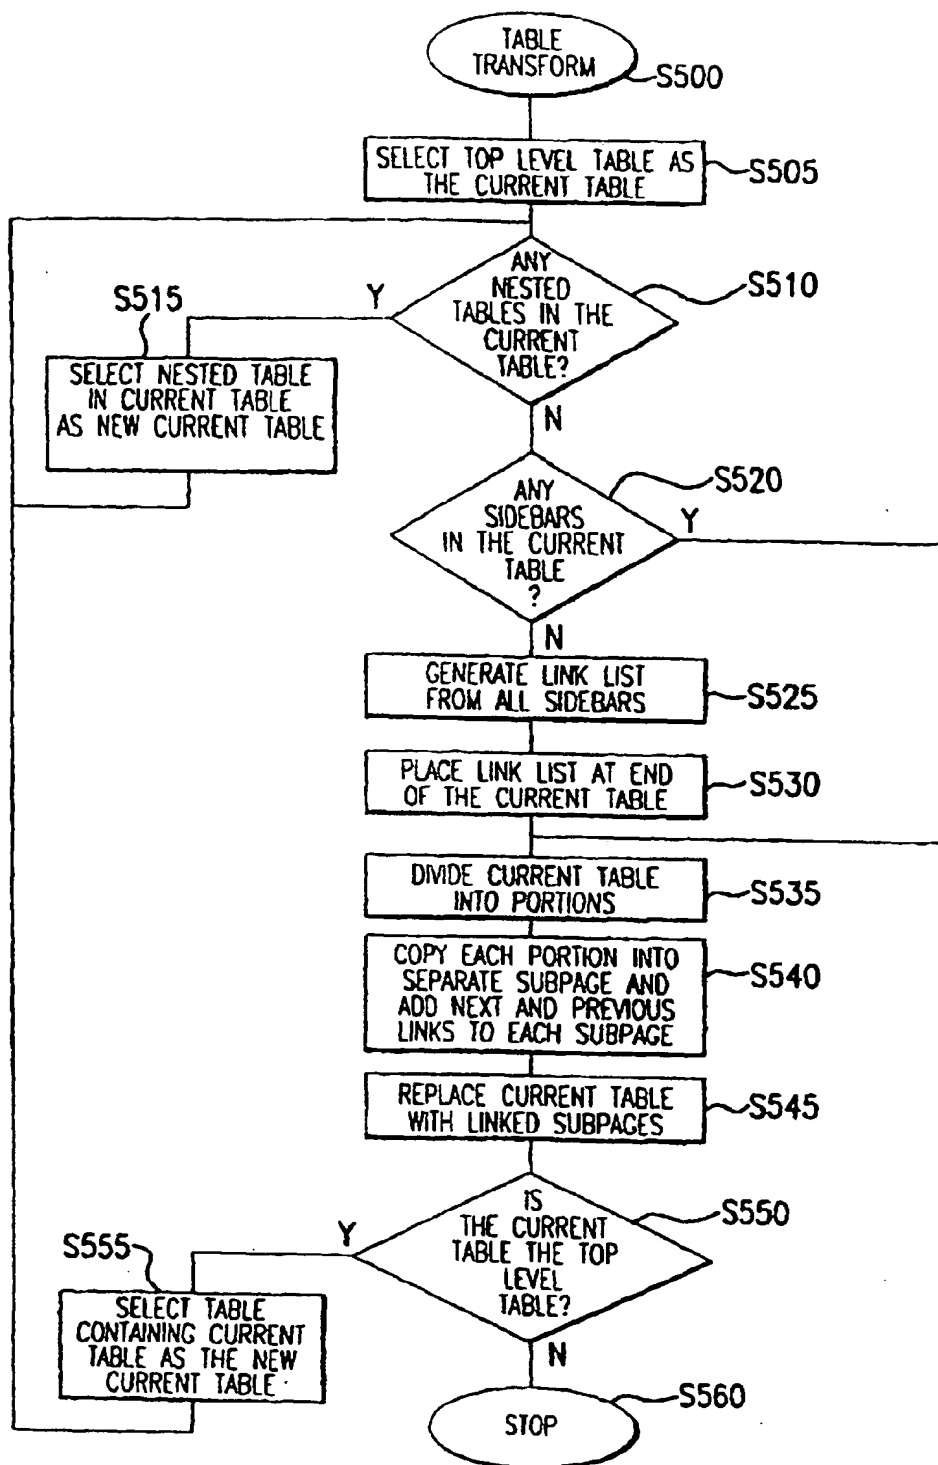 TABLE
TRANSFORM
S500
SELECT TOP LEVEL TABLE AS
THE CURRENT TABLE
S505
ANY
NESTED
TABLES IN THE
CURRENT
TABLE?
S510
Y
N
S515
SELECT NESTED TABLE
IN CURRENT TABLE
AS NEW CURRENT TABLE
ANY
SIDEBARS
IN THE CURRENT
TABLE
?
S520
Y
N
GENERATE LINK LIST
FROM ALL SIDEBARS
S525
PLACE LINK LIST AT END
OF THE CURRENT TABLE
S530
DIVIDE CURRENT TABLE
INTO PORTIONS
S535
COPY EACH PORTION INTO
SEPARATE SUBPAGE AND
ADD NEXT AND PREVIOUS
LINKS TO EACH SUBPAGE
S540
REPLACE CURRENT TABLE
WITH LINKED SUBPAGES
S545
IS
THE CURRENT
TABLE THE TOP
LEVEL
TABLE?
S550
Y
N
S555
SELECT TABLE
CONTAINING CURRENT
TABLE AS THE NEW
CURRENT TABLE
STOP
S560